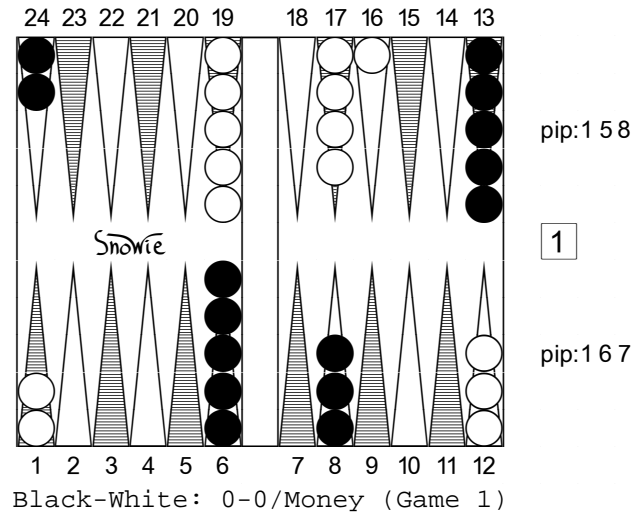 24 23 22 21 20 19 18 17 16 15 14 13
pip:158
Snowie
1
pip:167
1 2 3 4 5 6 7 8 9 10 11 12
Black-White: 0-0/Money (Game 1)